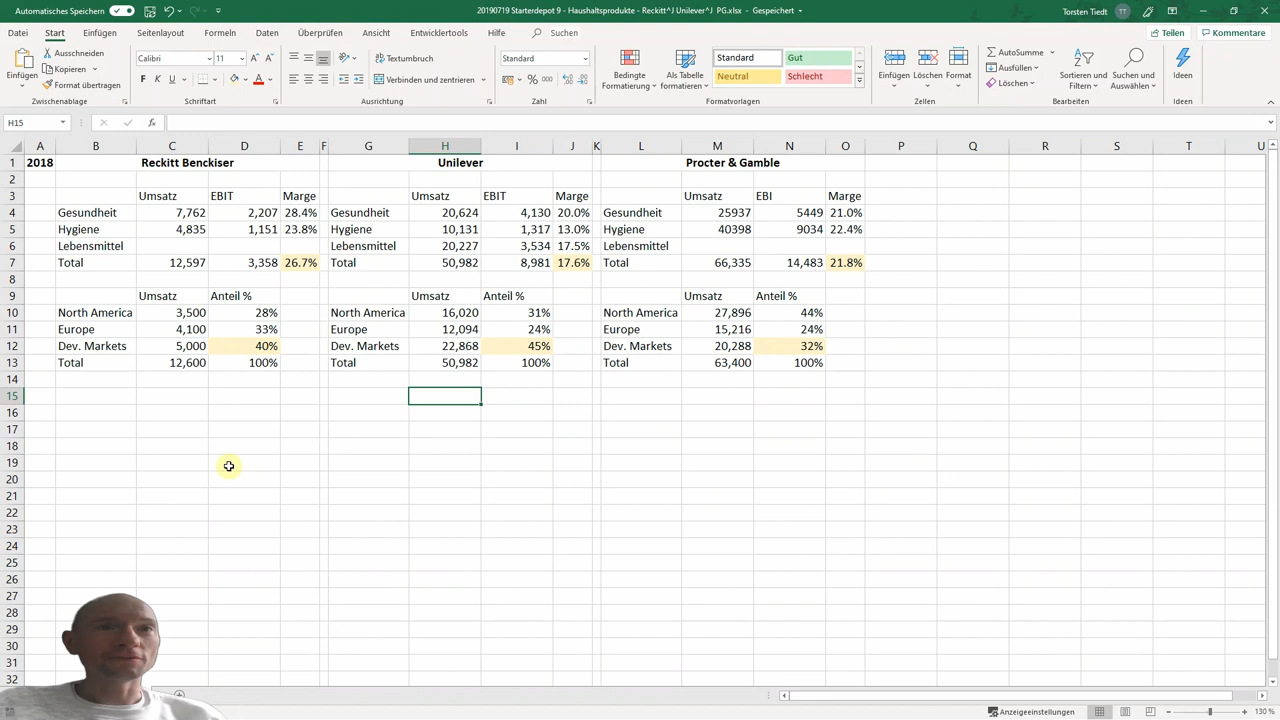 Automatisches Speichern
20190719 Starterdepot 9 - Haushaltsprodukte - Reckitt^J Unilever^J PG.xlsx - Gespeichert
Torsten Tiedt TT
Datei Start Einfügen Seitenlayout Formeln Daten Überprüfen Ansicht Entwicklertools Hilfe Suchen Teilen Kommentare
Einfügen Ausschneiden Kopieren Format übertragen
Calibri 11 F K U
Textumbruch
Verbinden und zentrieren
Standard
Bedingte Formatierung Als Tabelle formatieren
Standard Gut
Neutral Schlecht
Einfügen Löschen Format
AutoSumme Ausfüllen Löschen
Sortieren und Filtern Suchen und Auswählen Ideen
Zwischenablage Schriftart Ausrichtung Zahl Formatvorlagen Zellen Bearbeiten Ideen
H15
A B C D E F G H I J K L M N O P Q R S T U
1 2018 Reckitt Benckiser Unilever Procter & Gamble
2
3 Umsatz EBIT Marge Umsatz EBIT Marge Umsatz EBI Marge
4 Gesundheit 7,762 2,207 28.4% Gesundheit 20,624 4,130 20.0% Gesundheit 25937 5449 21.0%
5 Hygiene 4,835 1,151 23.8% Hygiene 10,131 1,317 13.0% Hygiene 40398 9034 22.4%
6 Lebensmittel Lebensmittel 20,227 3,534 17.5% Lebensmittel
7 Total 12,597 3,358 26.7% Total 50,982 8,981 17.6% Total 66,335 14,483 21.8%
8
9 Umsatz Anteil % Umsatz Anteil % Umsatz Anteil %
10 North America 3,500 28% North America 16,020 31% North America 27,896 44%
11 Europe 4,100 33% Europe 12,094 24% Europe 15,216 24%
12 Dev. Markets 5,000 40% Dev. Markets 22,868 45% Dev. Markets 20,288 32%
13 Total 12,600 100% Total 50,982 100% Total 63,400 100%
14
15
16
17
18
19
20
21
22
23
24
25
26
27
28
29
30
31
32
Anzeigeeinstellungen 130 %